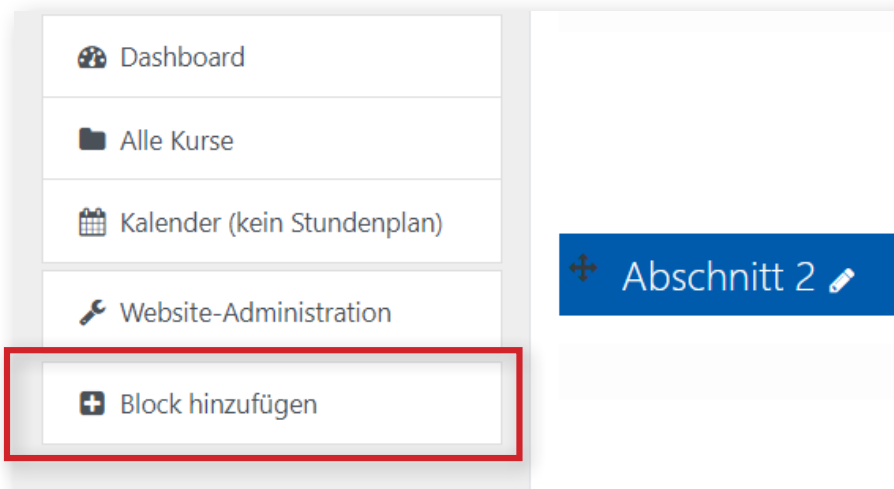 Dashboard
Alle Kurse
Kalender (kein Stundenplan)
Website-Administration
Block hinzufügen
Abschnitt 2